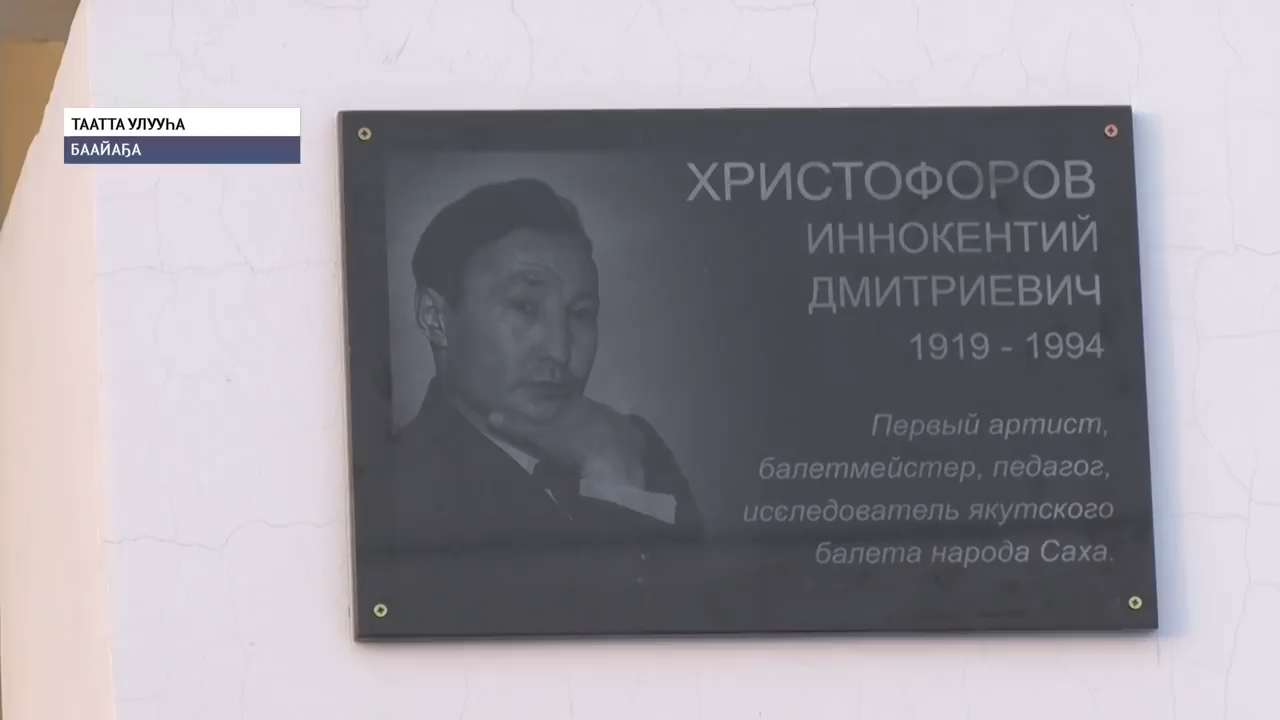 ТААТТА УЛУУҺА
БААЙАҔА
ХРИСТОФОРОВ
ИННОКЕНТИЙ
ДМИТРИЕВИЧ
1919 - 1994
Первый артист,
балетмейстер, педагог,
исследователь якутского
балета народа Саха.